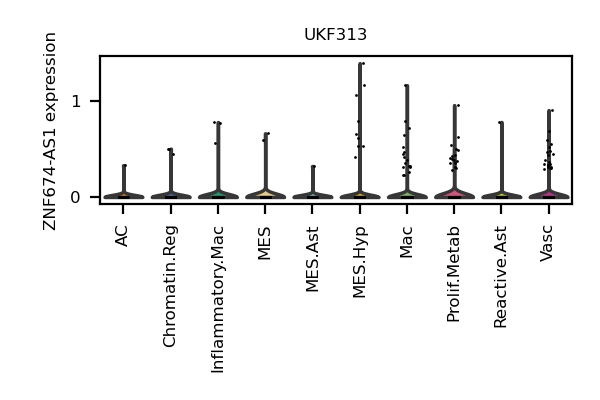 UKF313
ZNF674-AS1 expression
1
0
AC
Chromatin.Reg
Inflammatory.Mac
MES
MES.Ast
MES.Hyp
Mac
Prolif.Metab
Reactive.Ast
Vasc